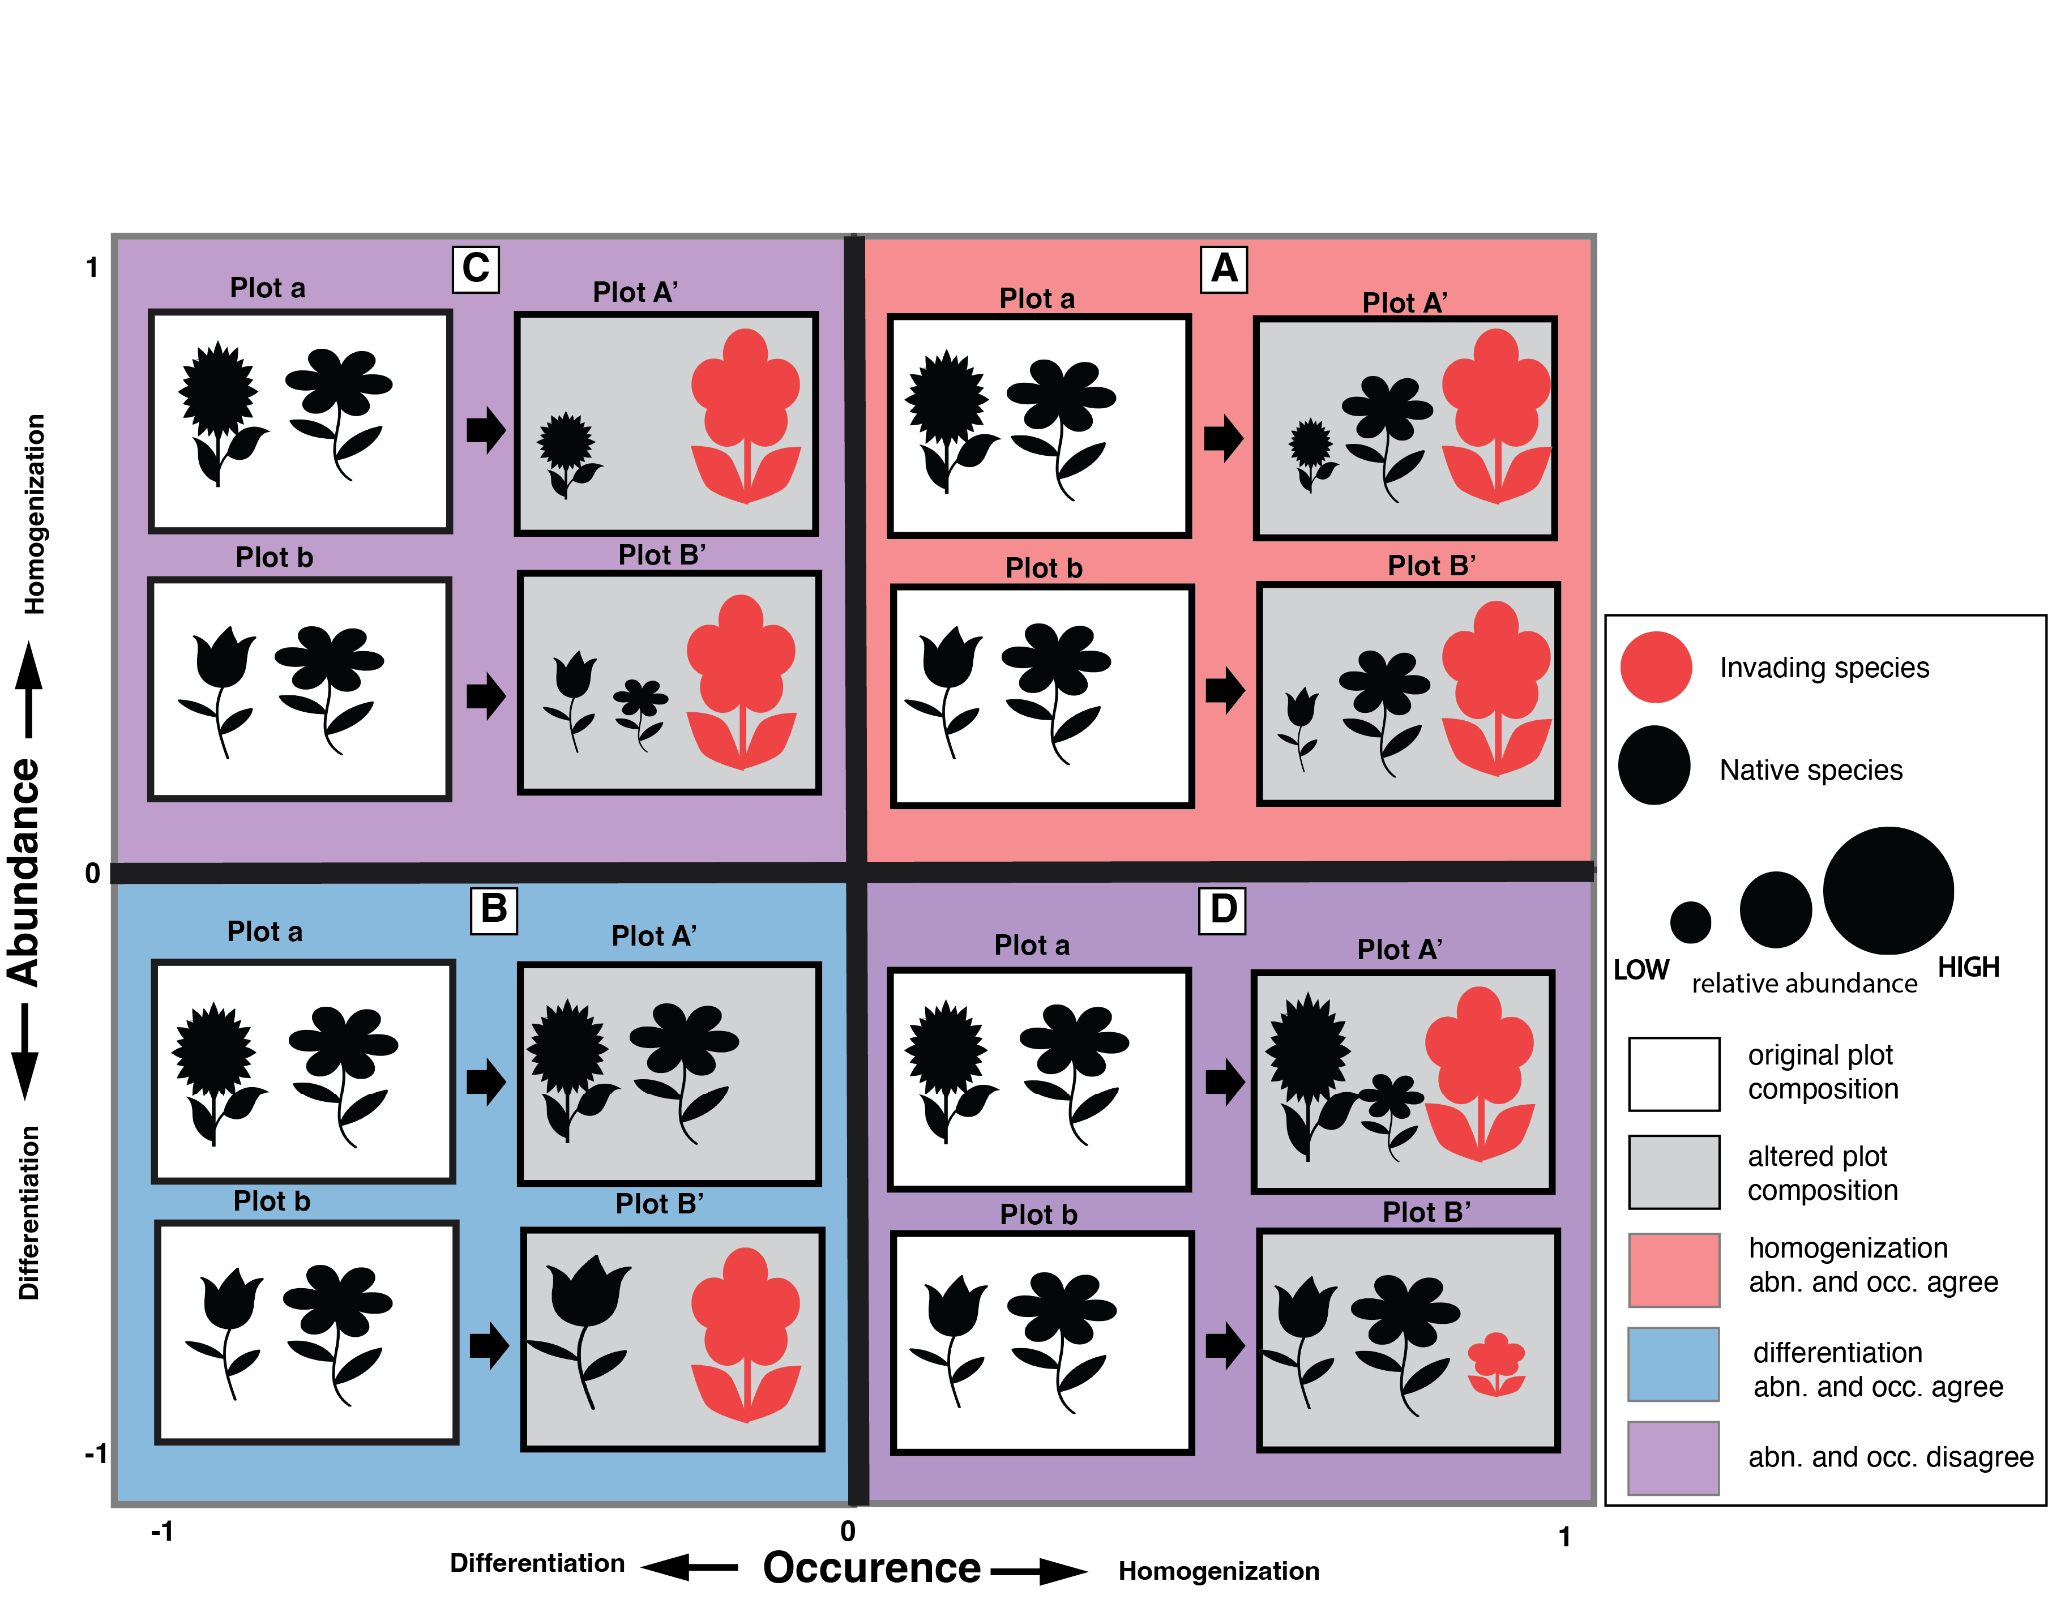 1
Homogenization
Abundance
Differentiation
0
-1
C
Plot a
Plot A’
Plot b
Plot B’
A
Plot a
Plot A’
Plot b
Plot B’
B
Plot a
Plot A’
Plot b
Plot B’
D
Plot a
Plot A’
Plot b
Plot B’
-1
0
1
Differentiation
Occurence
Homogenization
Invading species
Native species
LOW
relative abundance
HIGH
original plot
composition
altered plot
composition
homogenization
abn. and occ. agree
differentiation
abn. and occ. agree
abn. and occ. disagree